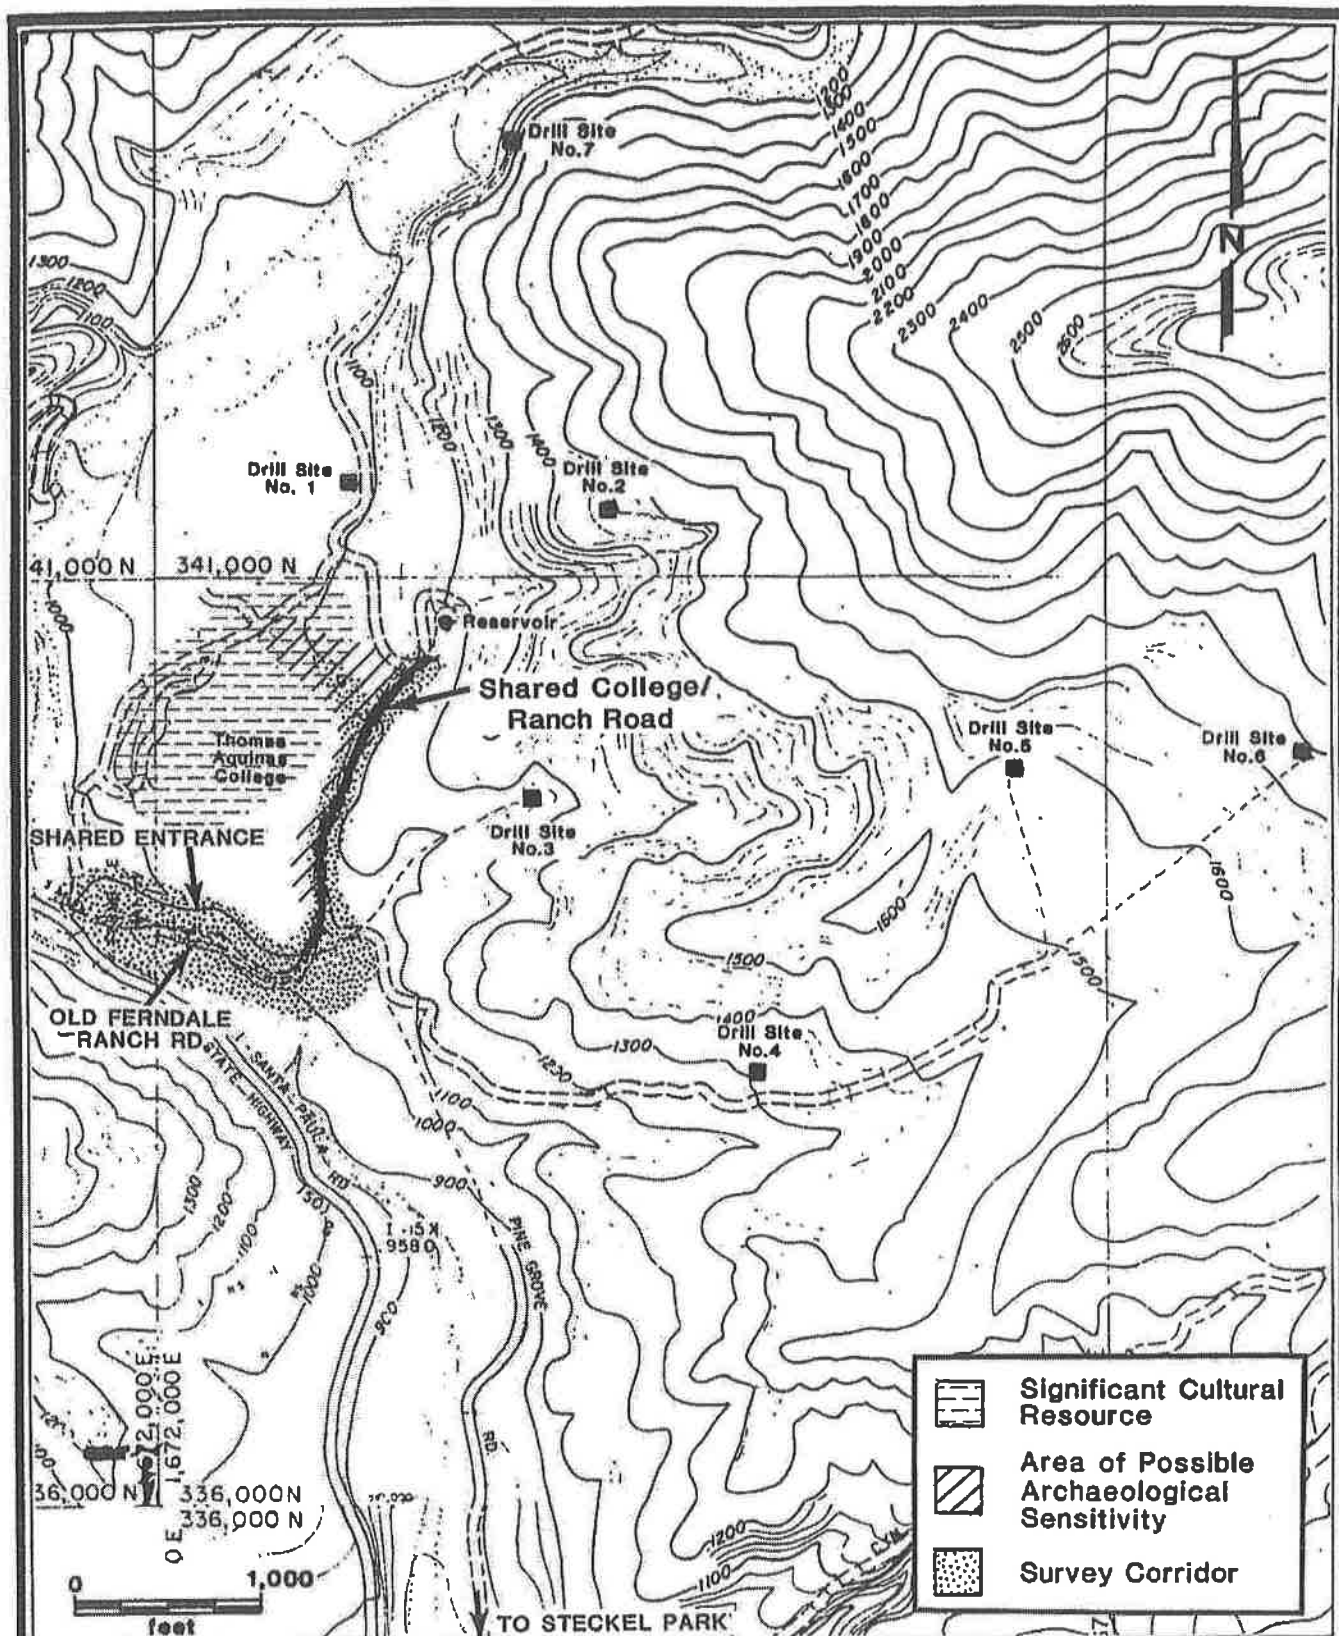 1200
1300
1400
1500
1600
1700
1800
1900
2000
2100
2200
2300
2400
2500
2600
Drill Site
No.7
N
1300
1200
1100
1200
1300
1400
Drill Site
No. 1
Drill Site
No.2
41,000 N
341,000 N
1000
Reservoir
Shared College/
Ranch Road
Thomas
Aquinas
College
Drill Site
No.5
Drill Site
No.6
Drill Site
No.3
SHARED ENTRANCE
1600
1600
1500
1500
OLD FERNDALE
RANCH RD.
1400
Drill Site
No.4
1300
1200
1100
1000
900
SANTA PAULA RD
STATE HIGHWAY
150
1300
1200
1100
1000
900
9580
PINE GROVE
RD.
672,000 E
1,672,000 E
36,000 N
336,000 N
336,000 N
0 E
0
1,000
feet
1200
1100
TO STECKEL PARK
Significant Cultural
Resource
Area of Possible
Archaeological
Sensitivity
Survey Corridor